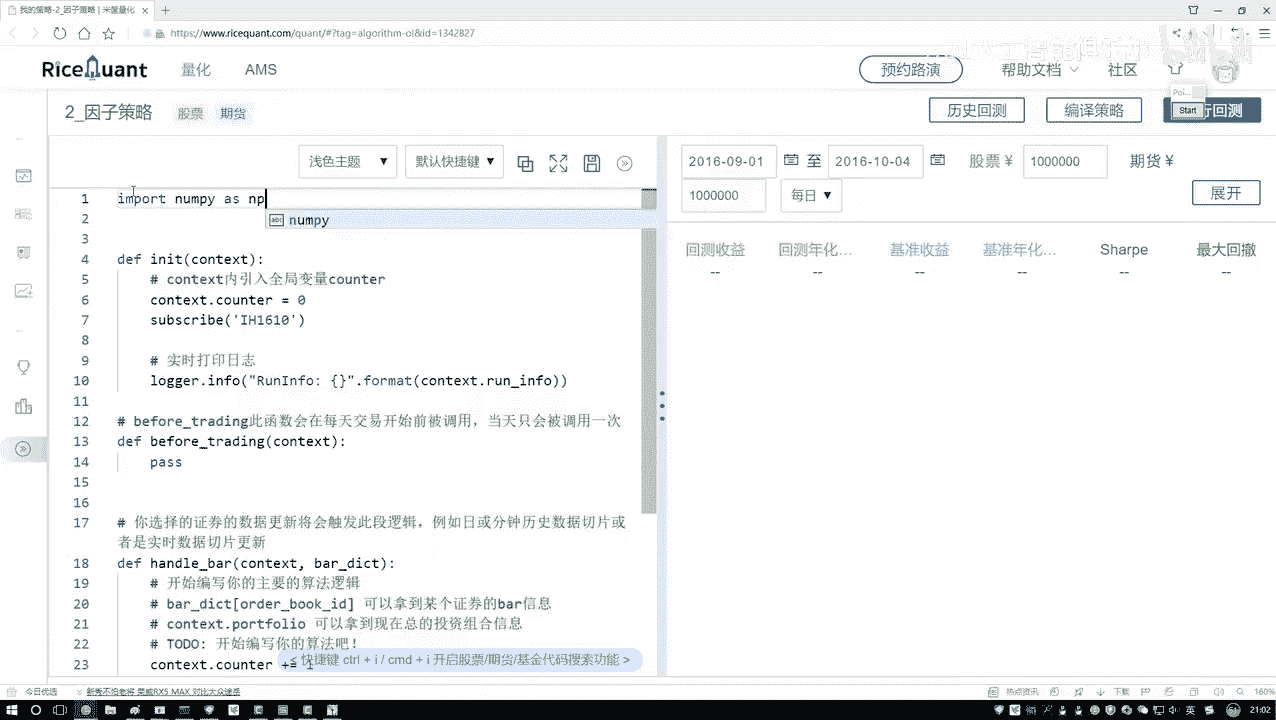 我的策略-2_因子策略 | 米筐量化
https://www.ricequant.com/quant/#?tag=algorithm-ol&id=1342827
RiceQuant 量化 AMS 预约路演 帮助文档 社区
Poi...
Start
2_因子策略 股票 期货 历史回测 编译策略 行回测
浅色主题 默认快捷键
2016-09-01 至 2016-10-04 股票 ¥ 1000000 期货 ¥
1000000 每日 展开
回测收益 回测年化... 基准收益 基准年化... Sharpe 最大回撤
-- -- -- -- -- --
1 import numpy as np
numpy
2
3
4 def init(context):
5 # context内引入全局变量counter
6 context.counter = 0
7 subscribe('IH1610')
8
9 # 实时打印日志
10 logger.info("RunInfo: {}".format(context.run_info))
11
12 # before_trading此函数会在每天交易开始前被调用，当天只会被调用一次
13 def before_trading(context):
14 pass
15
16
17 # 你选择的证券的数据更新将会触发此段逻辑，例如日或分钟历史数据切片或
者是实时数据切片更新
18 def handle_bar(context, bar_dict):
19 # 开始编写你的主要的算法逻辑
20 # bar_dict[order_book_id] 可以拿到某个证券的bar信息
21 # context.portfolio 可以拿到现在总的投资组合信息
22 # TODO: 开始编写你的算法吧!
23 context.counter += 1
< 快捷键 ctrl + i / cmd + i 开启股票/期货/基金代码搜索功能 >
今日优选 新秀不怕老将 荣威RX5 MAX 对比大众途岳 热点资讯 下载 160%
英 21:02